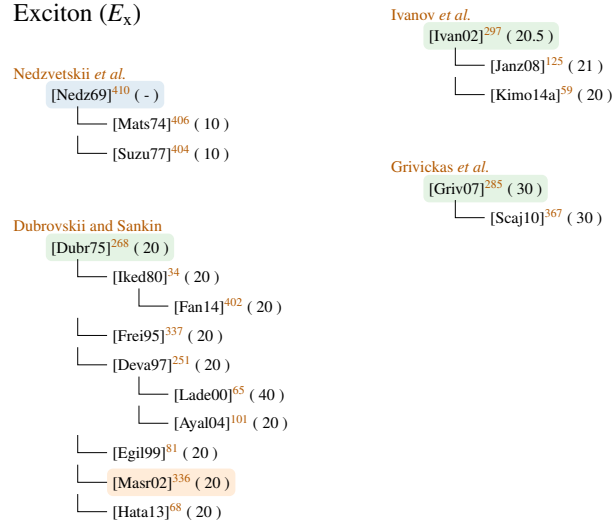 Exciton (Ex)
Nedzvetskii et al.
[Nedz69]410 ( - )
[Mats74]406 ( 10 )
[Suzu77]404 ( 10 )
Dubrovskii and Sankin
[Dubr75]268 ( 20 )
[Iked80]34 ( 20 )
[Fan14]402 ( 20 )
[Frei95]337 ( 20 )
[Deva97]251 ( 20 )
[Lade00]65 ( 40 )
[Ayal04]101 ( 20 )
[Egil99]81 ( 20 )
[Masr02]336 ( 20 )
[Hata13]68 ( 20 )
Ivanov et al.
[Ivan02]297 ( 20.5 )
[Janz08]125 ( 21 )
[Kimo14a]59 ( 20 )
Grivickas et al.
[Griv07]285 ( 30 )
[Scaj10]367 ( 30 )